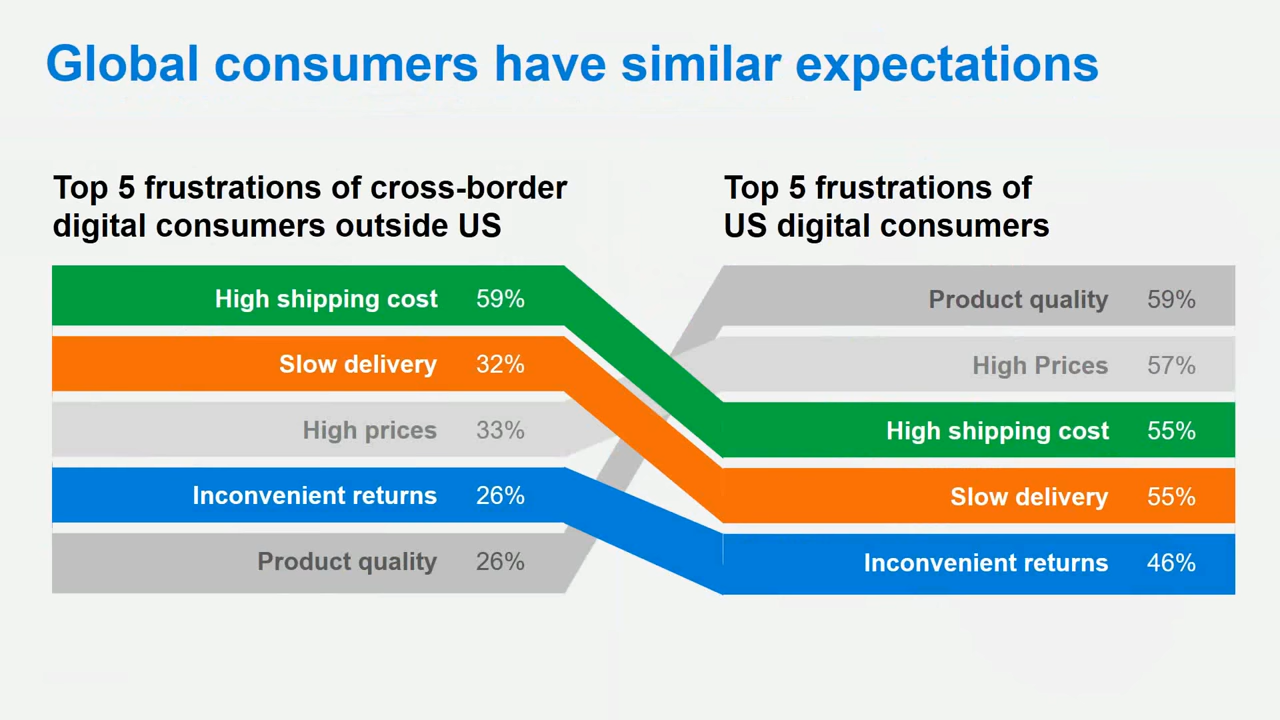 Global consumers have similar expectations
Top 5 frustrations of cross-border
digital consumers outside US
High shipping cost 59%
Slow delivery 32%
High prices 33%
Inconvenient returns 26%
Product quality 26%
Top 5 frustrations of
US digital consumers
Product quality 59%
High Prices 57%
High shipping cost 55%
Slow delivery 55%
Inconvenient returns 46%